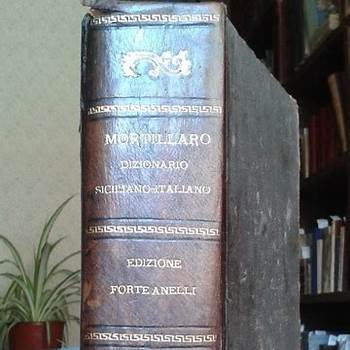 MORTILLARO
DIZIONARIO
SICILIANO-ITALIANO
EDIZIONE
FORTE ANELLI